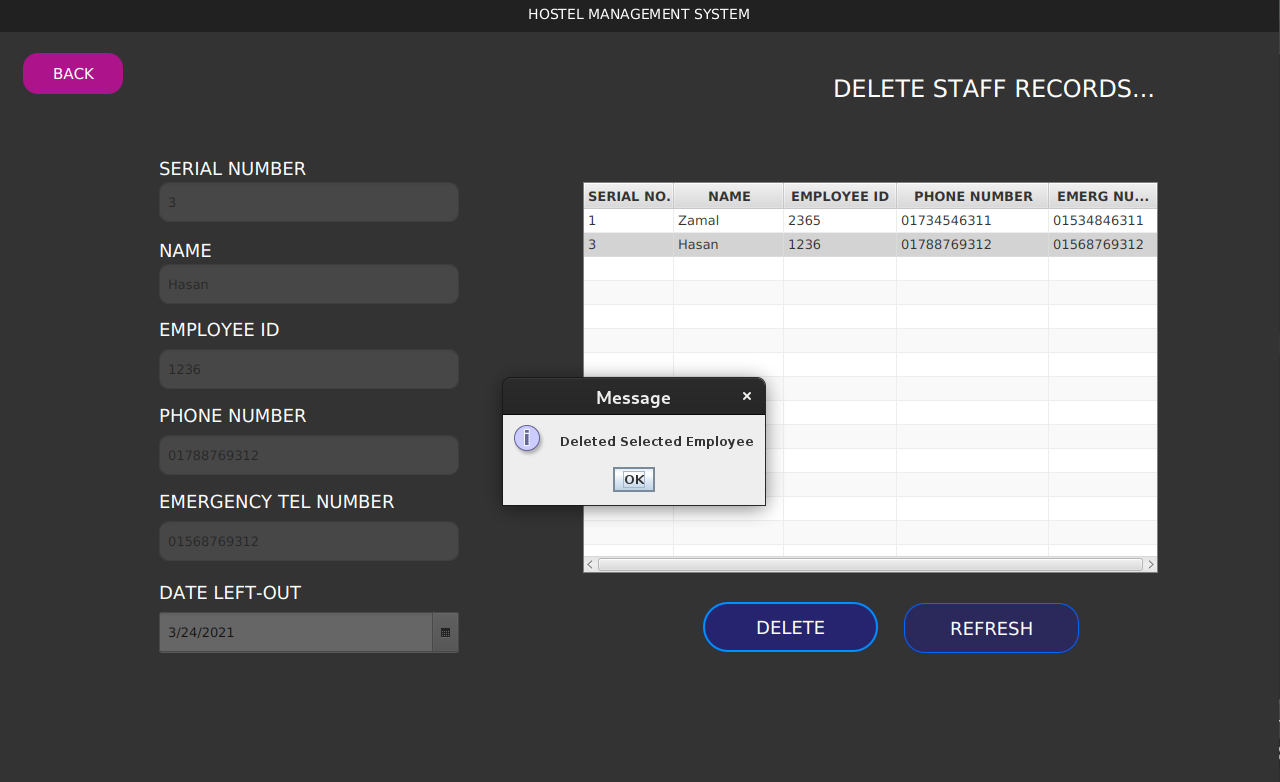 HOSTEL MANAGEMENT SYSTEM
BACK
DELETE STAFF RECORDS...
SERIAL NUMBER
3
NAME
Hasan
EMPLOYEE ID
1236
PHONE NUMBER
01788769312
EMERGENCY TEL NUMBER
01568769312
DATE LEFT-OUT
3/24/2021
SERIAL NO. NAME EMPLOYEE ID PHONE NUMBER EMERG NU...
1 Zamal 2365 01734546311 01534846311
3 Hasan 1236 01788769312 01568769312
Message ×
Deleted Selected Employee
OK
DELETE REFRESH